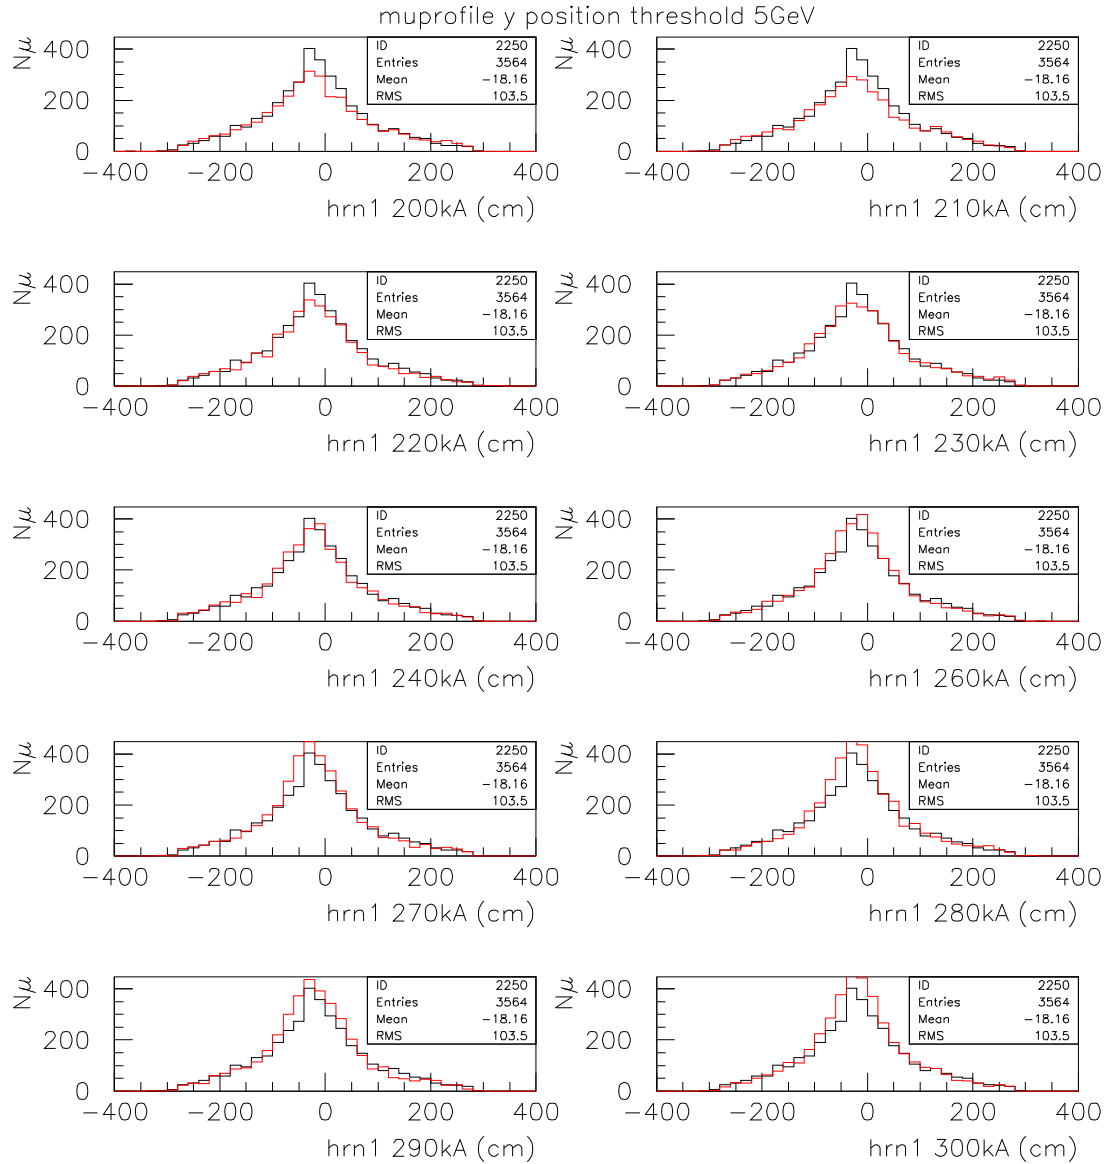 muprofile y position threshold 5GeV
Nμ
400
200
0
ID 2250
Entries 3564
Mean −18.16
RMS 103.5
−400 −200 0 200 400
hrn1 200kA (cm)
Nμ
400
200
0
ID 2250
Entries 3564
Mean −18.16
RMS 103.5
−400 −200 0 200 400
hrn1 210kA (cm)
Nμ
400
200
0
ID 2250
Entries 3564
Mean −18.16
RMS 103.5
−400 −200 0 200 400
hrn1 220kA (cm)
Nμ
400
200
0
ID 2250
Entries 3564
Mean −18.16
RMS 103.5
−400 −200 0 200 400
hrn1 230kA (cm)
Nμ
400
200
0
ID 2250
Entries 3564
Mean −18.16
RMS 103.5
−400 −200 0 200 400
hrn1 240kA (cm)
Nμ
400
200
0
ID 2250
Entries 3564
Mean −18.16
RMS 103.5
−400 −200 0 200 400
hrn1 260kA (cm)
Nμ
400
200
0
ID 2250
Entries 3564
Mean −18.16
RMS 103.5
−400 −200 0 200 400
hrn1 270kA (cm)
Nμ
400
200
0
ID 2250
Entries 3564
Mean −18.16
RMS 103.5
−400 −200 0 200 400
hrn1 280kA (cm)
Nμ
400
200
0
ID 2250
Entries 3564
Mean −18.16
RMS 103.5
−400 −200 0 200 400
hrn1 290kA (cm)
Nμ
400
200
0
ID 2250
Entries 3564
Mean −18.16
RMS 103.5
−400 −200 0 200 400
hrn1 300kA (cm)